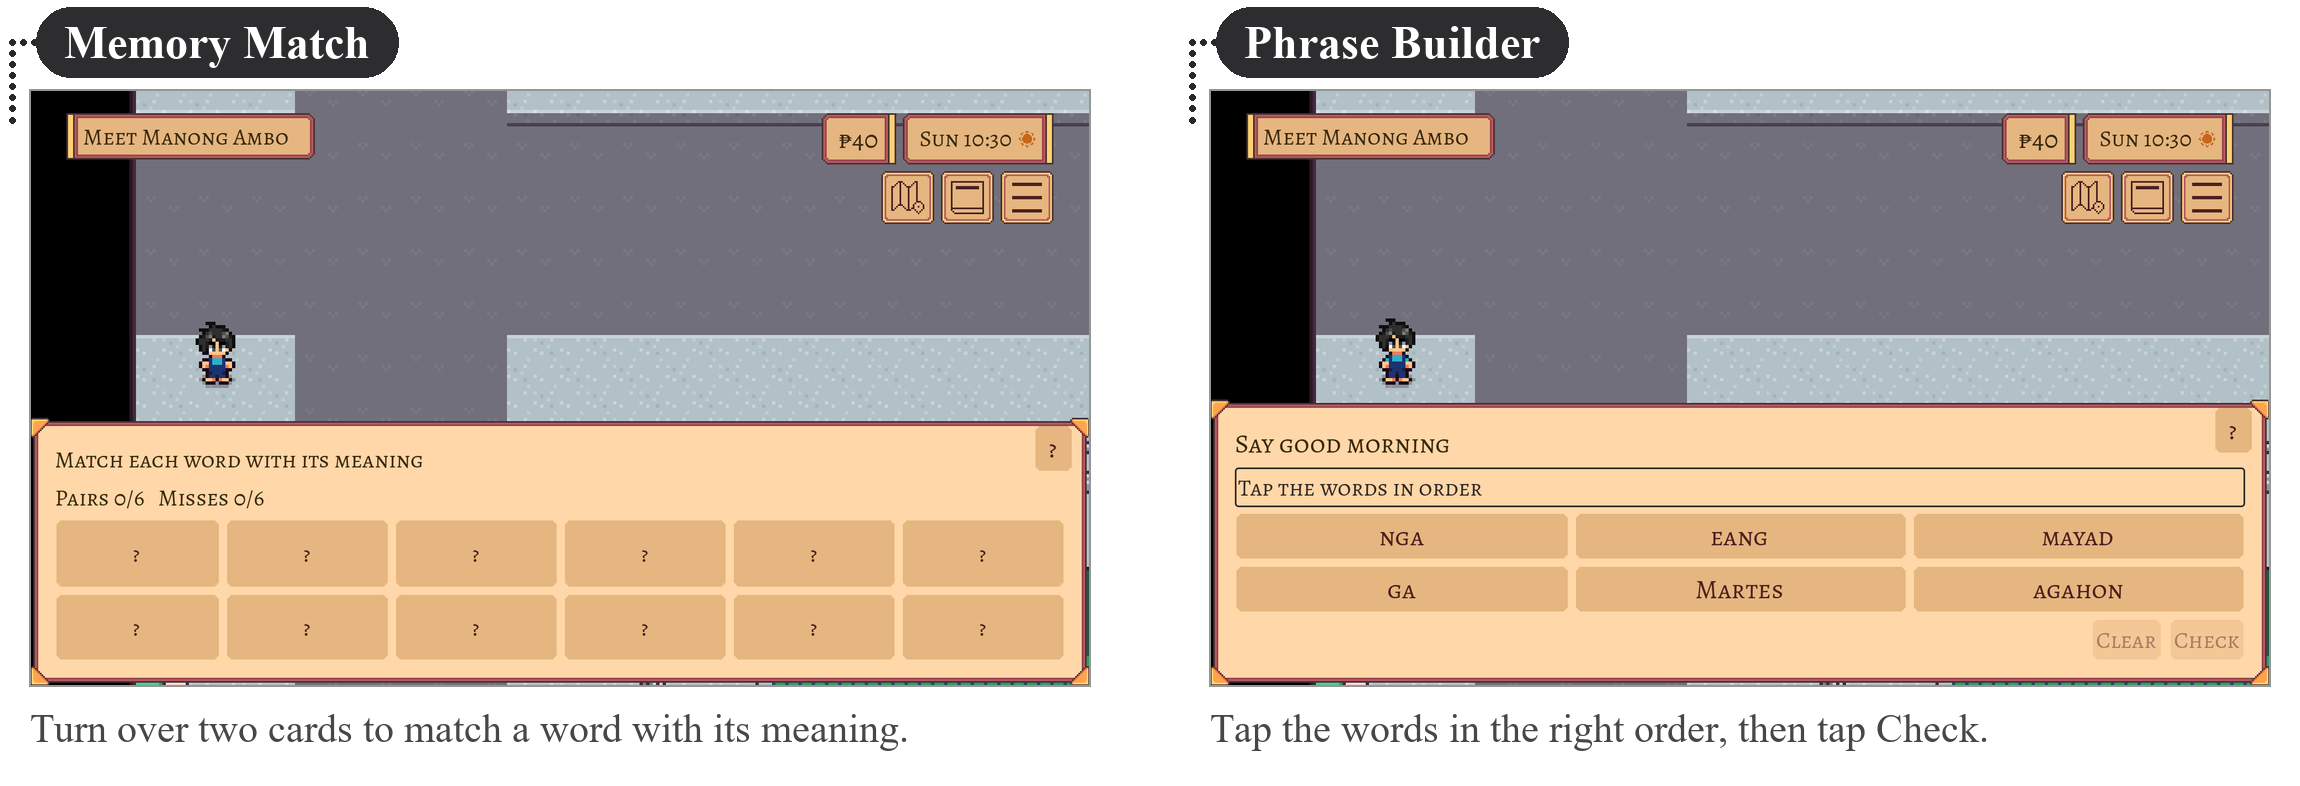 Memory Match
MEET MANONG AMBO
₱40
SUN 10:30
MATCH EACH WORD WITH ITS MEANING
?
PAIRS 0/6 MISSES 0/6
? ? ? ? ? ?
? ? ? ? ? ?
Turn over two cards to match a word with its meaning.
Phrase Builder
MEET MANONG AMBO
₱40
SUN 10:30
SAY GOOD MORNING
?
TAP THE WORDS IN ORDER
NGA EANG MAYAD
GA MARTES AGAHON
CLEAR CHECK
Tap the words in the right order, then tap Check.